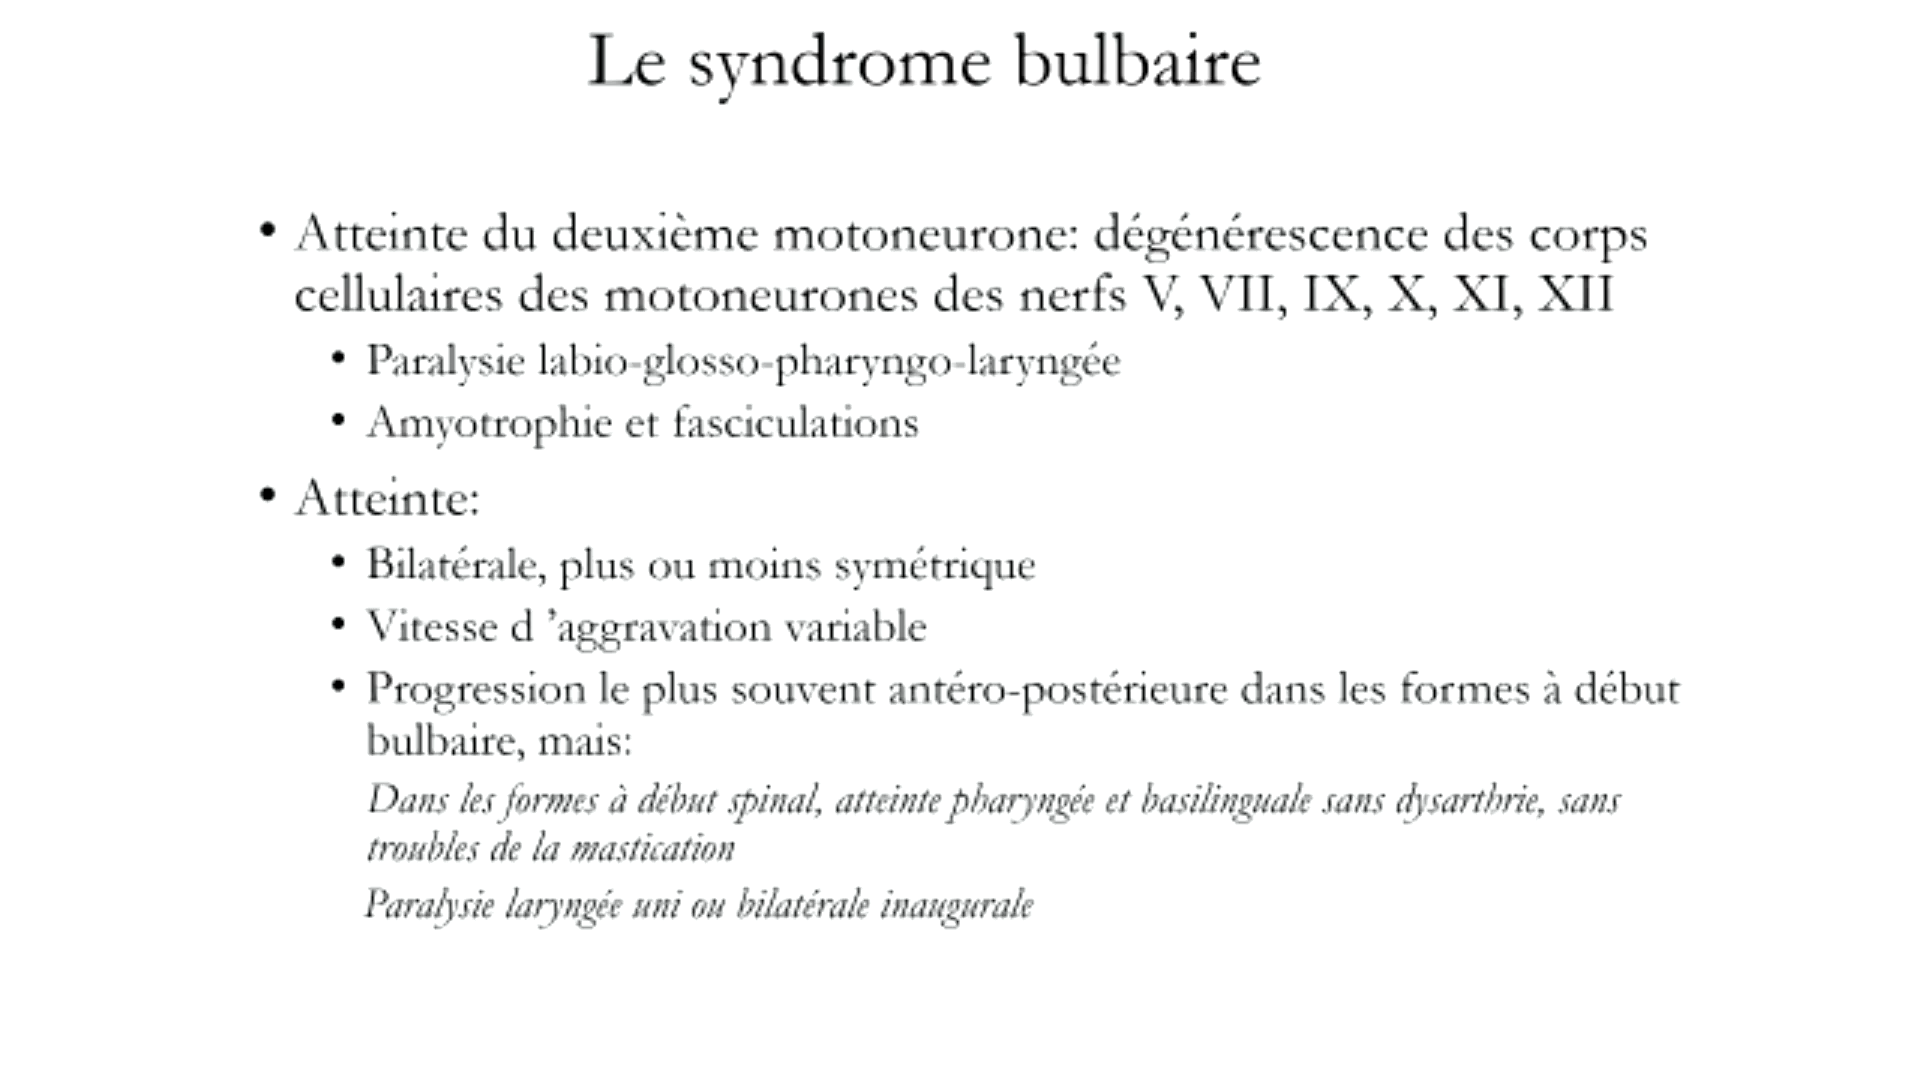 Le syndrome bulbaire
• Atteinte du deuxième motoneurone: dégénérescence des corps
cellulaires des motoneurones des nerfs V, VII, IX, X, XI, XII
• Paralysie labio-glosso-pharyngo-laryngée
• Amyotrophie et fasciculations
• Atteinte:
• Bilatérale, plus ou moins symétrique
• Vitesse d ’aggravation variable
• Progression le plus souvent antéro-postérieure dans les formes à début
bulbaire, mais:
Dans les formes à début spinal, atteinte pharyngée et basilinguale sans dysarthrie, sans
troubles de la mastication
Paralysie laryngée uni ou bilatérale inaugurale